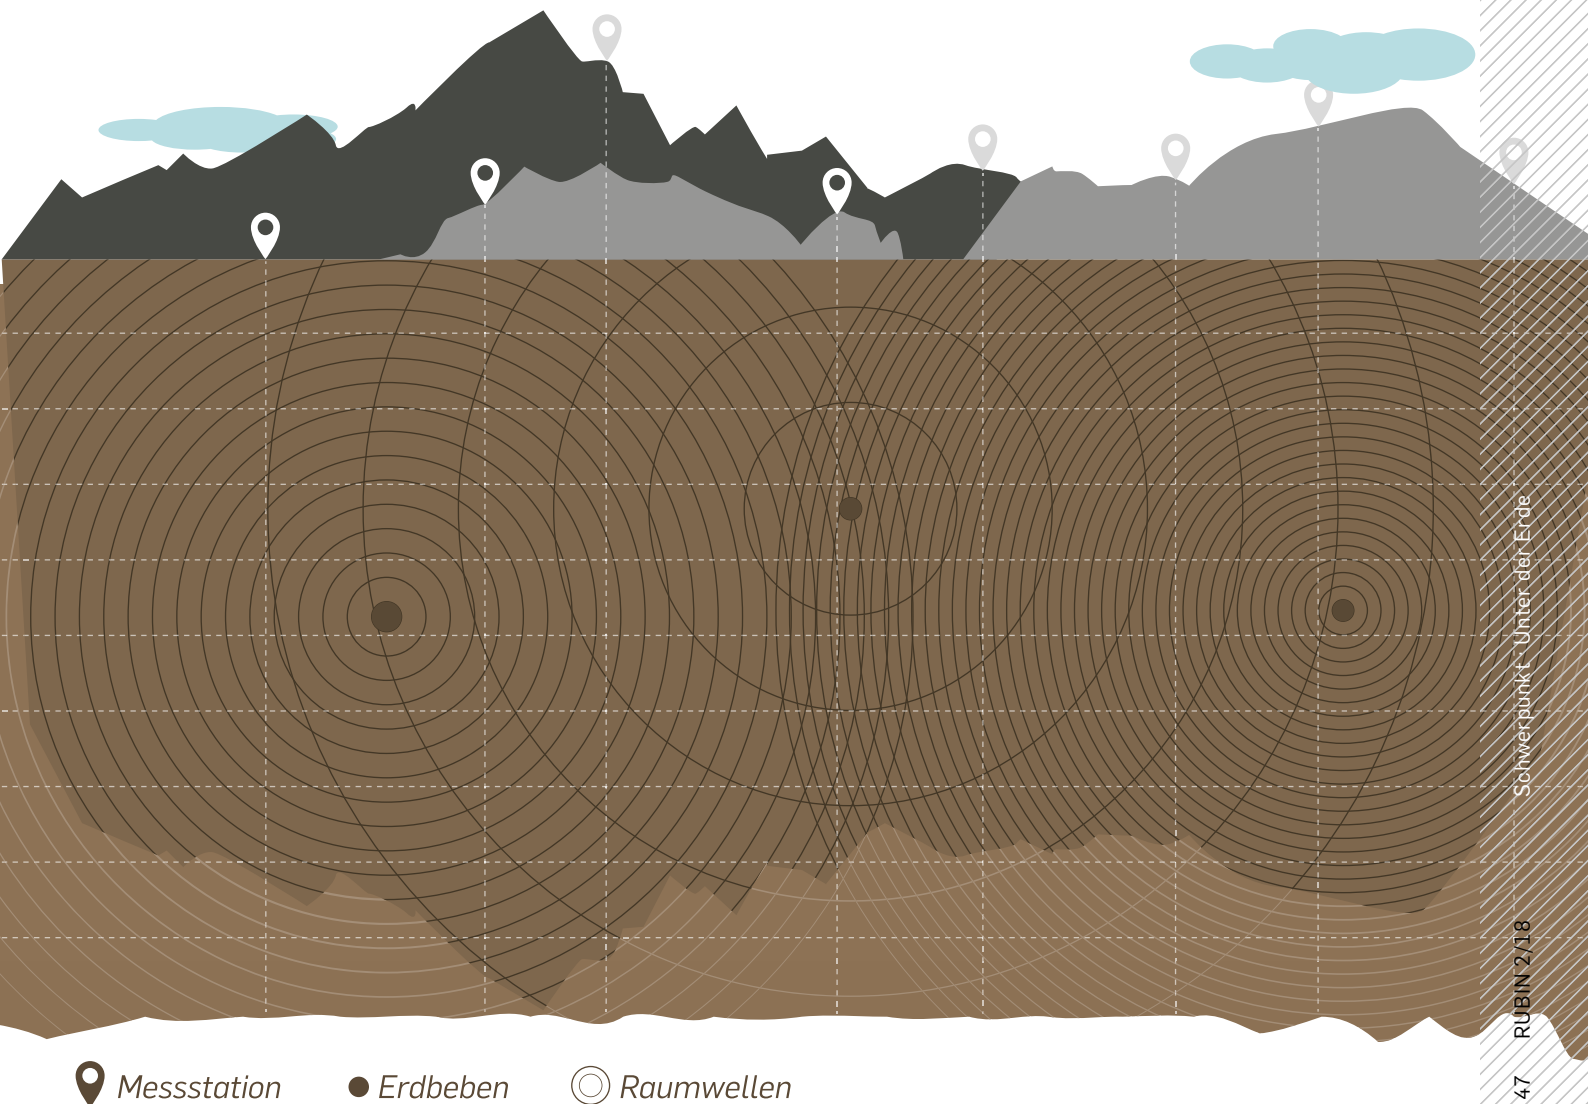 Schwerpunkt · Unter der Erde
RUBIN 2/18
47
Messstation
Erdbeben
Raumwellen